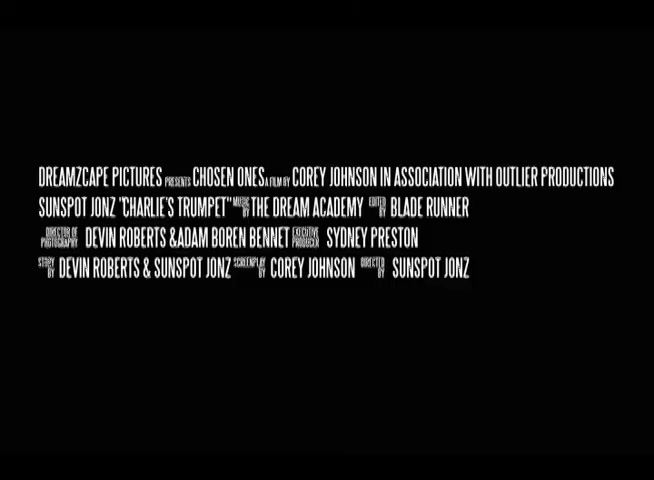 DREAMZCAPE PICTURES PRESENTS CHOSEN ONES A FILM BY COREY JOHNSON IN ASSOCIATION WITH OUTLIER PRODUCTIONS
SUNSPOT JONZ "CHARLIE'S TRUMPET" MUSIC BY THE DREAM ACADEMY EDITED BY BLADE RUNNER
DIRECTOR OF PHOTOGRAPHY DEVIN ROBERTS &ADAM BOREN BENNET EXECUTIVE PRODUCER SYDNEY PRESTON
STORY BY DEVIN ROBERTS & SUNSPOT JONZ SCREENPLAY BY COREY JOHNSON DIRECTED BY SUNSPOT JONZ